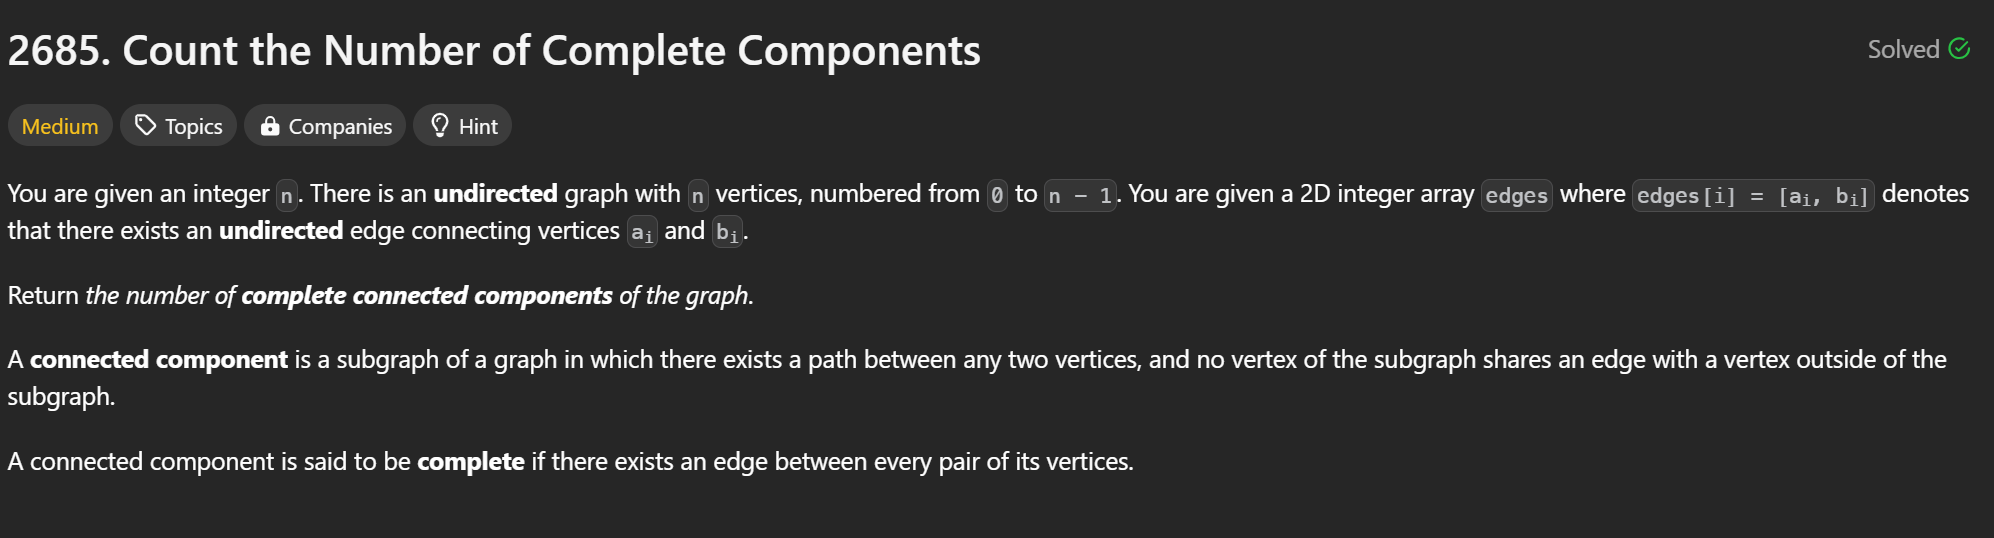 2685. Count the Number of Complete Components
Solved
Medium Topics Companies Hint
You are given an integer n. There is an undirected graph with n vertices, numbered from 0 to n - 1. You are given a 2D integer array edges where edges[i] = [ai, bi] denotes
that there exists an undirected edge connecting vertices ai and bi.
Return the number of complete connected components of the graph.
A connected component is a subgraph of a graph in which there exists a path between any two vertices, and no vertex of the subgraph shares an edge with a vertex outside of the
subgraph.
A connected component is said to be complete if there exists an edge between every pair of its vertices.